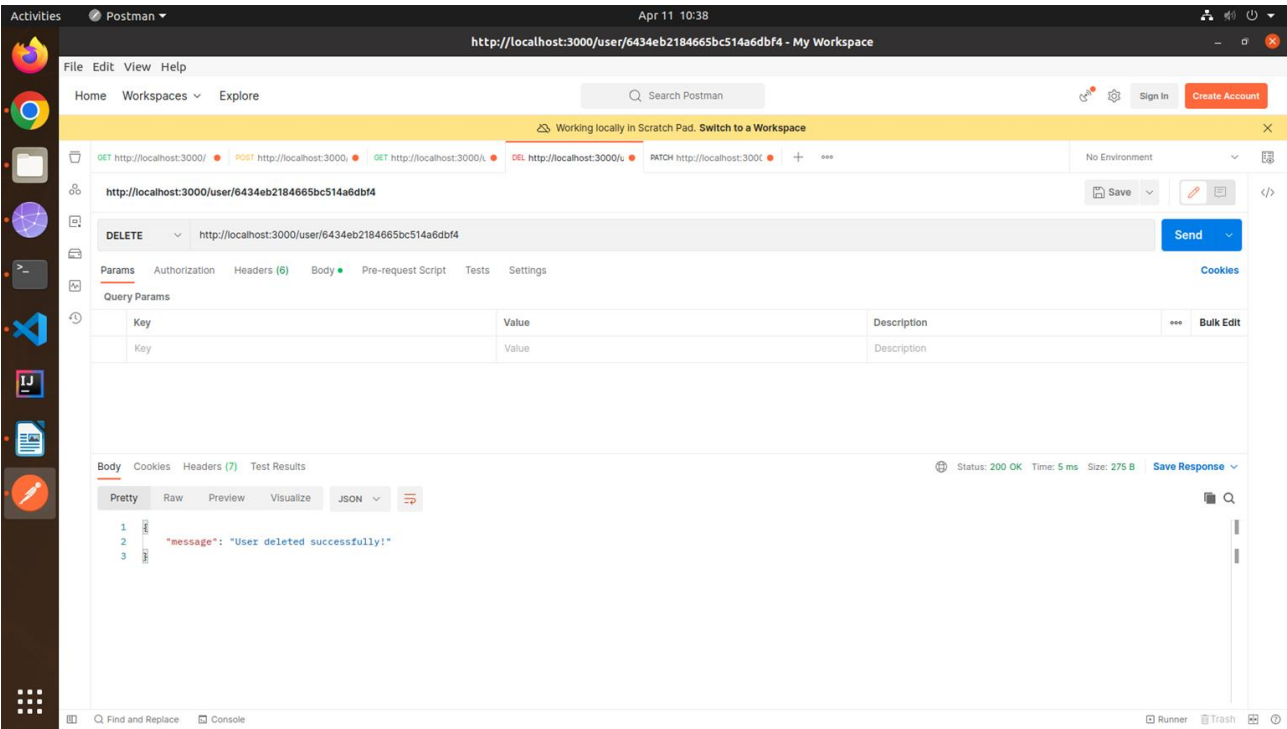 Activities Postman Apr 11 10:38
http://localhost:3000/user/6434eb2184665bc514a6dbf4 - My Workspace
File Edit View Help
Home Workspaces Explore Search Postman Sign In Create Account
Working locally in Scratch Pad. Switch to a Workspace
GET http://localhost:3000/ POST http://localhost:3000, GET http://localhost:3000/u DEL http://localhost:3000/u PATCH http://localhost:3000 No Environment
http://localhost:3000/user/6434eb2184665bc514a6dbf4 Save
DELETE http://localhost:3000/user/6434eb2184665bc514a6dbf4 Send
Params Authorization Headers (6) Body Pre-request Script Tests Settings Cookies
Query Params
Key Value Description Bulk Edit
Key Value Description
IJ
Body Cookies Headers (7) Test Results Status: 200 OK Time: 5 ms Size: 275 B Save Response
Pretty Raw Preview Visualize JSON
1 {
2 "message": "User deleted successfully!"
3 }
Find and Replace Console Runner Trash